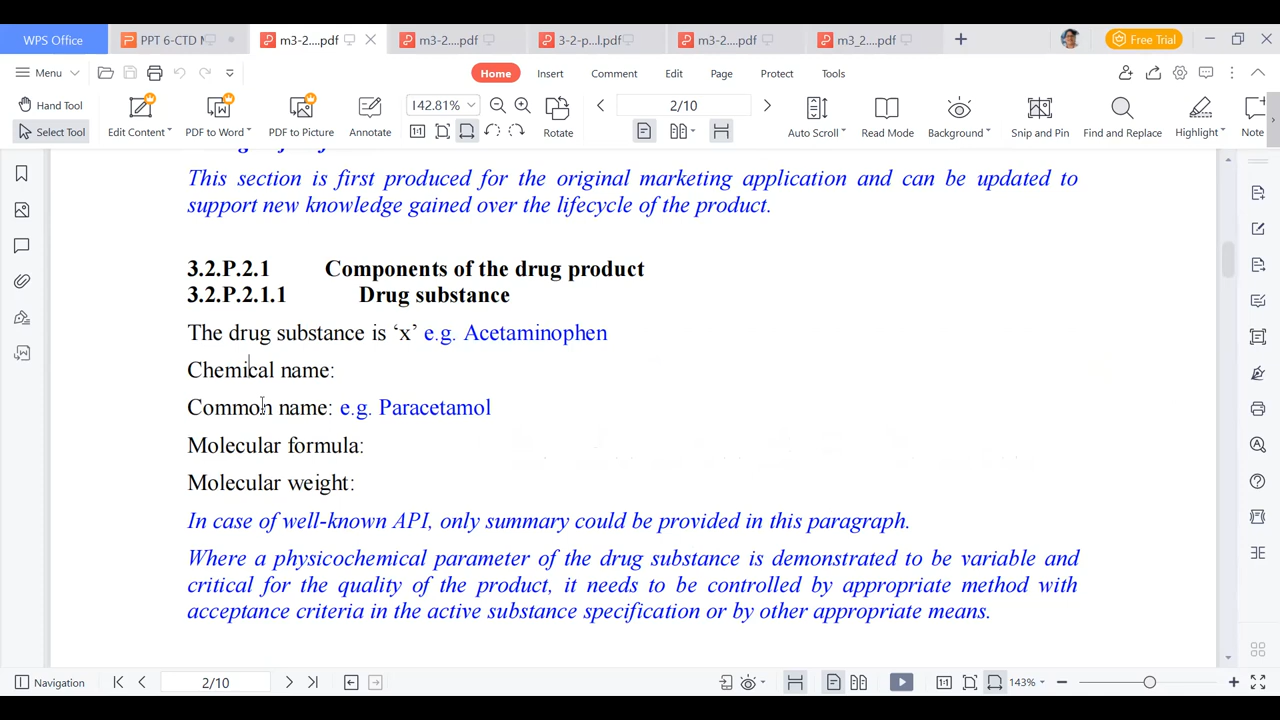 WPS Office PPT 6-CTD M m3-2....pdf m3-2....pdf 3-2-p...l.pdf m3-2....pdf m3_2....pdf Free Trial
Menu Home Insert Comment Edit Page Protect Tools
Hand Tool 142.81% 2/10
Select Tool Edit Content PDF to Word PDF to Picture Annotate 1:1 Rotate Auto Scroll Read Mode Background Snip and Pin Find and Replace Highlight Note
This section is first produced for the original marketing application and can be updated to
support new knowledge gained over the lifecycle of the product.
3.2.P.2.1 Components of the drug product
3.2.P.2.1.1 Drug substance
The drug substance is ‘x’ e.g. Acetaminophen
Chemical name:
Common name: e.g. Paracetamol
Molecular formula:
Molecular weight:
In case of well-known API, only summary could be provided in this paragraph.
Where a physicochemical parameter of the drug substance is demonstrated to be variable and
critical for the quality of the product, it needs to be controlled by appropriate method with
acceptance criteria in the active substance specification or by other appropriate means.
Navigation 2/10 1:1 143%